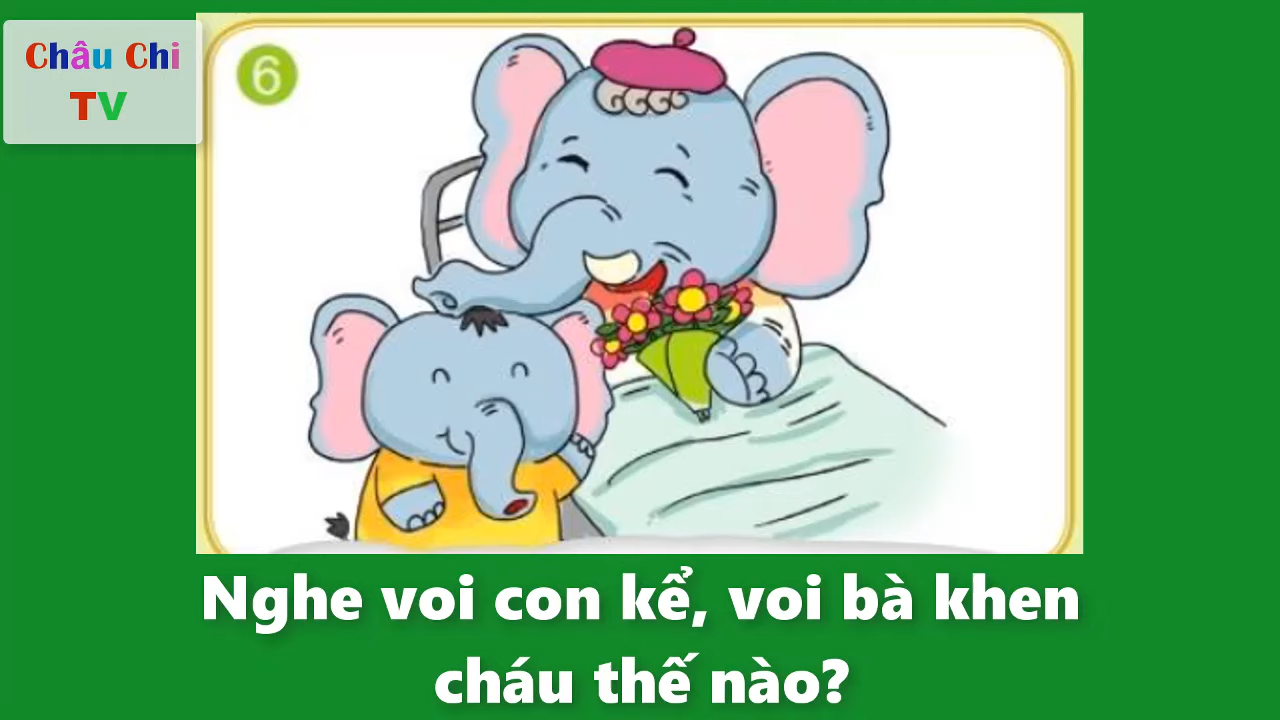 Châu Chi
TV
6
Nghe voi con kể, voi bà khen
cháu thế nào?